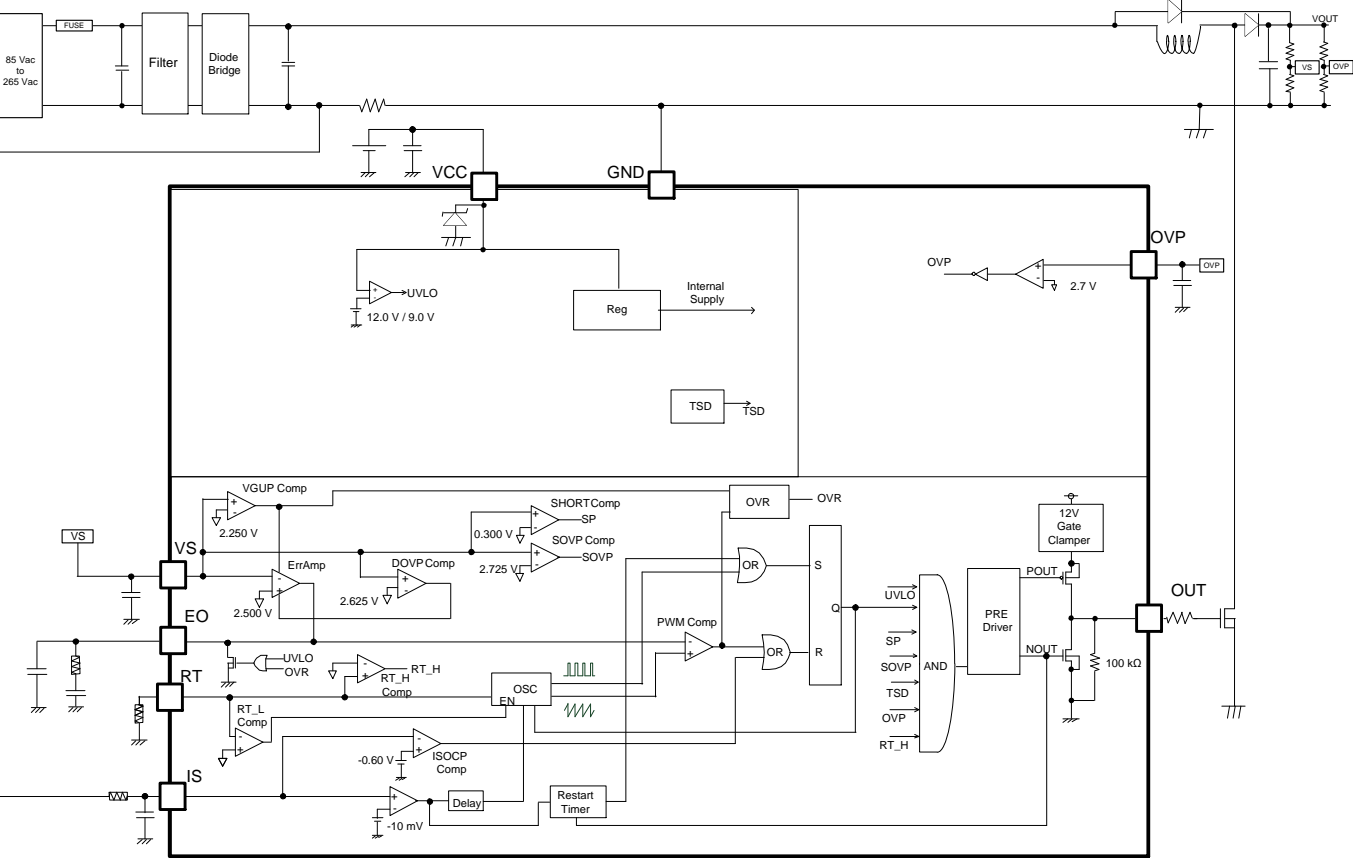 FUSE
85 Vac
to
265 Vac
Filter
Diode
Bridge
VOUT
VS
OVP
VCC
GND
OVP
OVP
OVP
2.7 V
UVLO
12.0 V / 9.0 V
Reg
Internal
Supply
TSD
TSD
VGUP Comp
2.250 V
SHORT Comp
SP
0.300 V
OVR
OVR
12V
Gate
Clamper
VS
VS
SOVP Comp
SOVP
2.725 V
ErrAmp
2.500 V
DOVP Comp
2.625 V
OR
S
Q
R
UVLO
SP
SOVP
TSD
OVP
RT_H
AND
PRE
Driver
POUT
NOUT
OUT
100 kΩ
EO
PWM Comp
OR
UVLO
OVR
RT
RT_H
RT_H
Comp
OSC
EN
RT_L
Comp
-0.60 V
ISOCP
Comp
IS
Delay
-10 mV
Restart
Timer